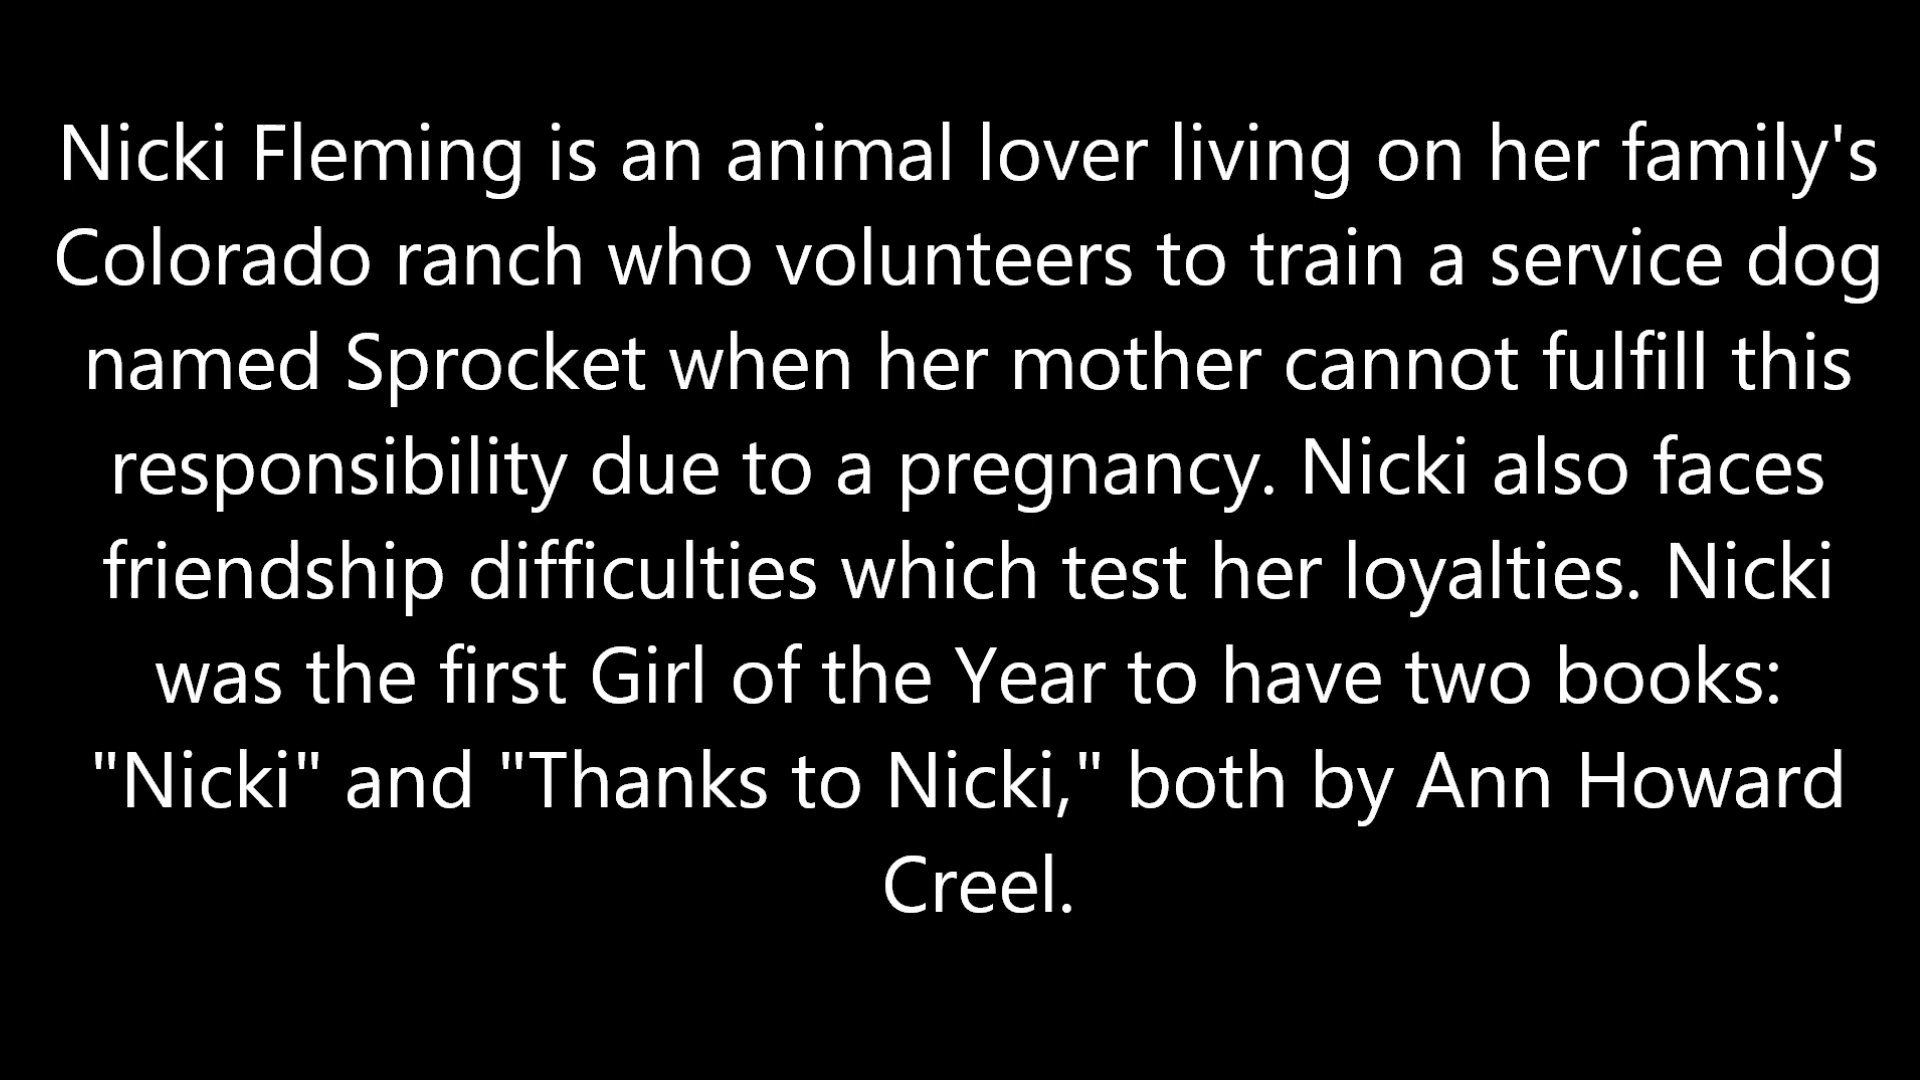 Nicki Fleming is an animal lover living on her family's
Colorado ranch who volunteers to train a service dog
named Sprocket when her mother cannot fulfill this
responsibility due to a pregnancy. Nicki also faces
friendship difficulties which test her loyalties. Nicki
was the first Girl of the Year to have two books:
"Nicki" and "Thanks to Nicki," both by Ann Howard
Creel.